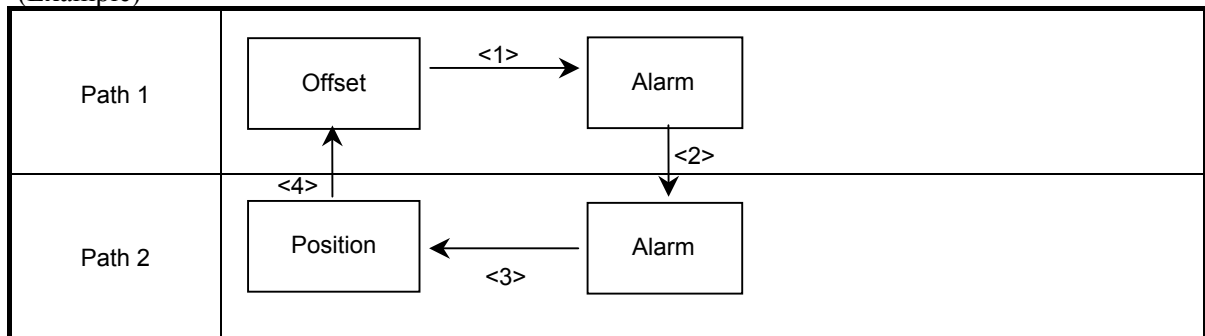 (Example)
Path 1
Offset
<1>
Alarm
<2>
<4>
Path 2
Position
<3>
Alarm